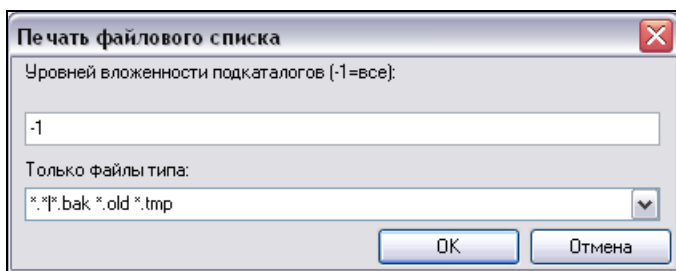 Печать файлового списка
Уровней вложенности подкаталогов (-1=все):
-1
Только файлы типа:
*.*|*.bak *.old *.tmp
OK Отмена